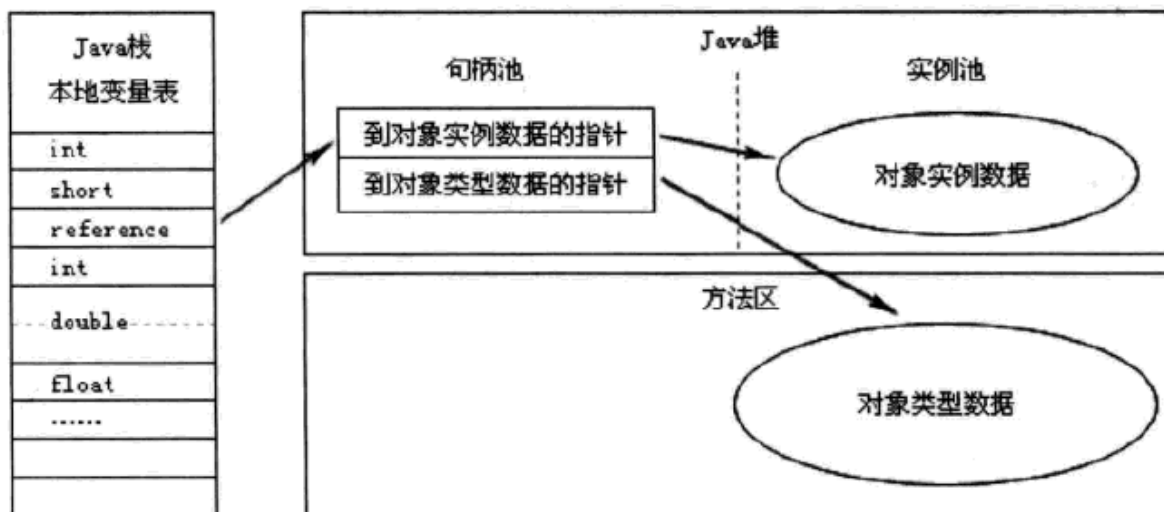 Java栈
本地变量表
int
short
reference
int
double
float
......
Java堆
句柄池
实例池
到对象实例数据的指针
到对象类型数据的指针
对象实例数据
方法区
对象类型数据